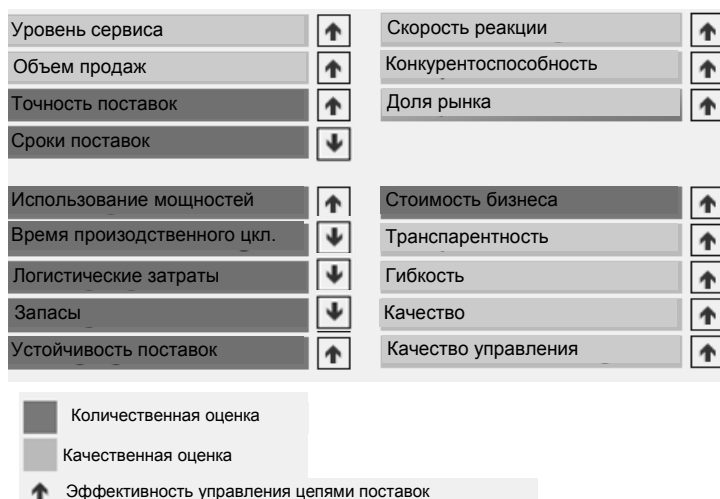 Уровень сервиса
Объем продаж
Точность поставок
Сроки поставок
Скорость реакции
Конкурентоспособность
Доля рынка
Использование мощностей
Время произодственного цкл.
Логистические затраты
Запасы
Устойчивость поставок
Стоимость бизнеса
Транспарентность
Гибкость
Качество
Качество управления
Количественная оценка
Качественная оценка
Эффективность управления цепями поставок